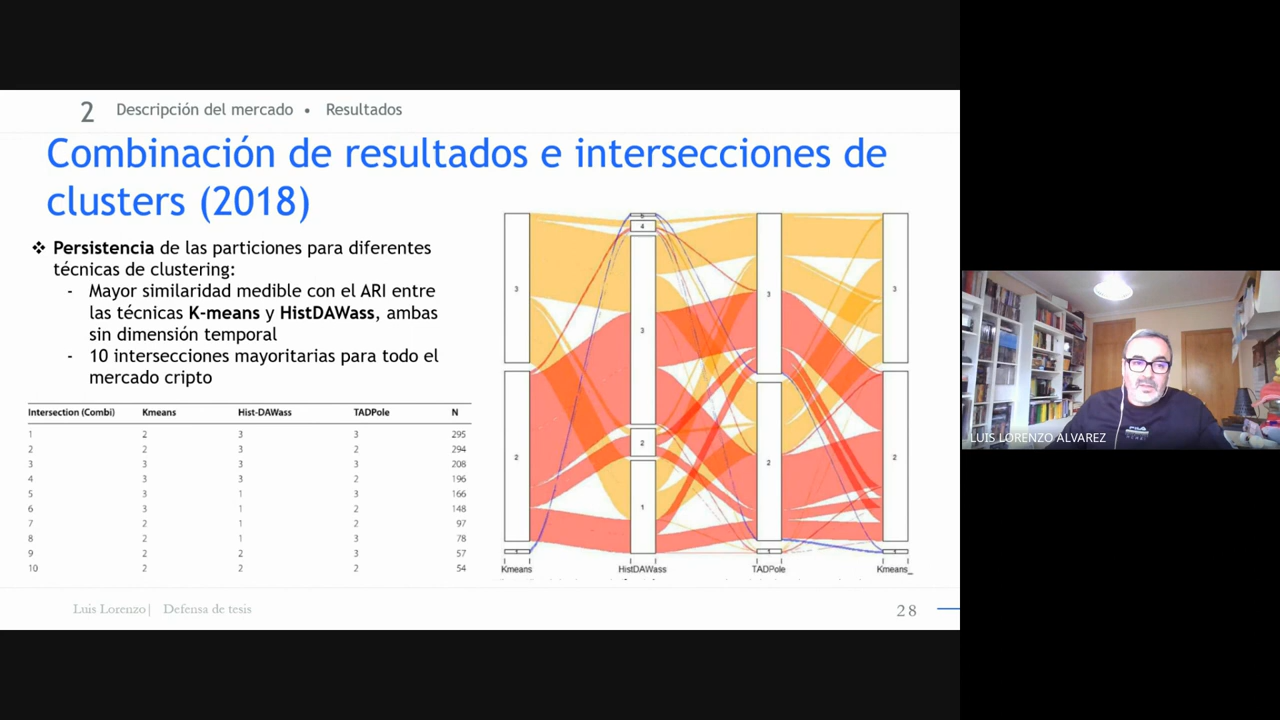 2 Descripción del mercado • Resultados
Combinación de resultados e intersecciones de
clusters (2018)
❖ Persistencia de las particiones para diferentes
técnicas de clustering:
- Mayor similaridad medible con el ARI entre
las técnicas K-means y HistDAWass, ambas
sin dimensión temporal
- 10 intersecciones mayoritarias para todo el
mercado cripto
Intersection (Combi) Kmeans Hist-DAWass TADPole N
1 2 3 3 295
2 2 3 2 294
3 3 3 3 208
4 3 3 2 196
5 3 1 3 166
6 3 1 2 148
7 2 1 2 97
8 2 1 3 78
9 2 2 3 57
10 2 2 2 54
3
2
4
3
2
1
3
2
3
2
Kmeans HistDAWass TADPole Kmeans_
Luis Lorenzo| Defensa de tesis
28
LUIS LORENZO ALVAREZ
FILA